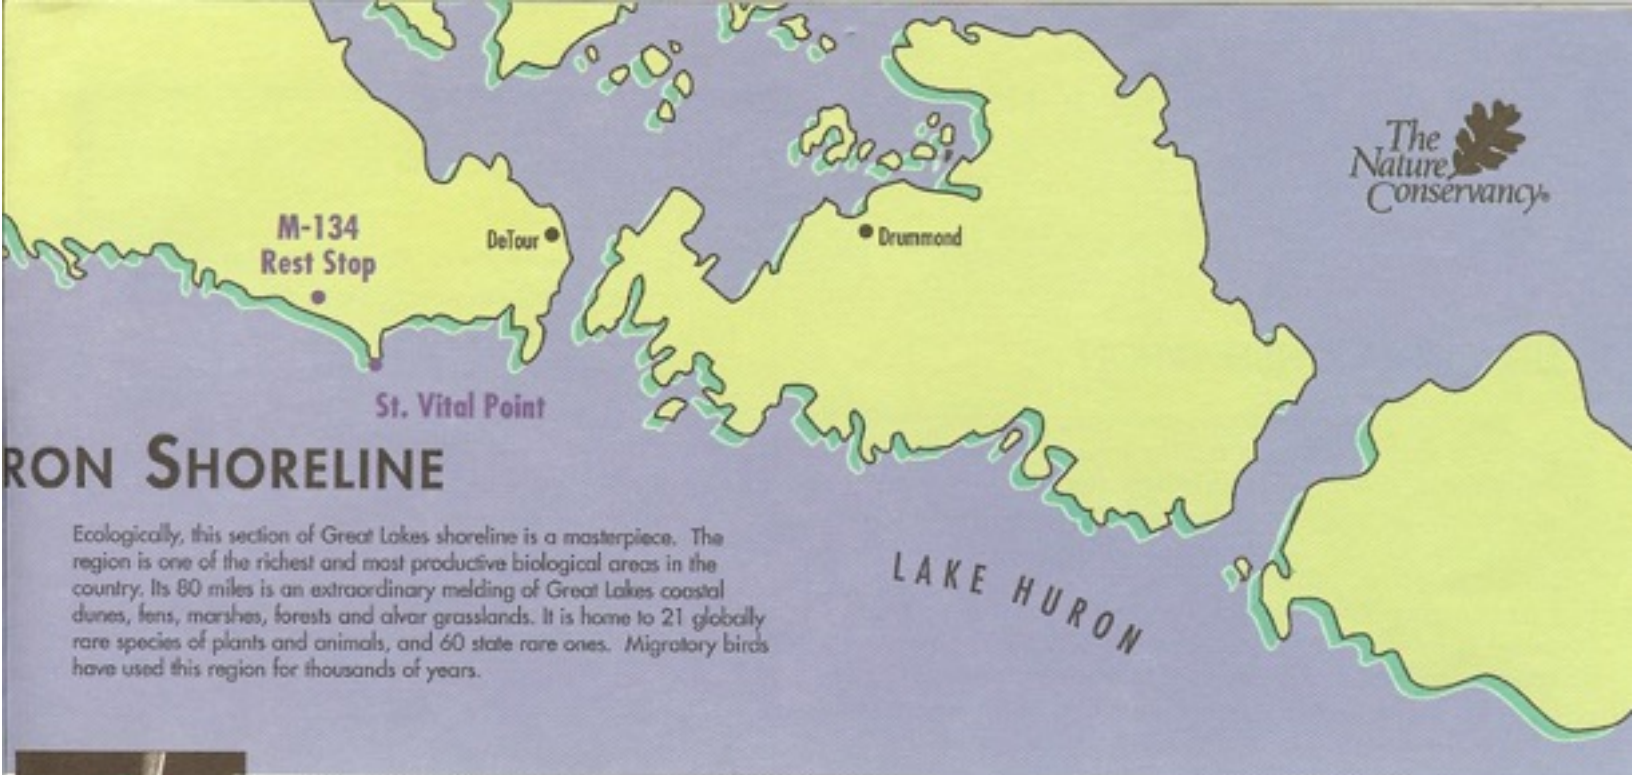 The
Nature
Conservancy®
M-134
Rest Stop
DeTour
Drummond
St. Vital Point
RON SHORELINE
Ecologically, this section of Great Lakes shoreline is a masterpiece. The
region is one of the richest and most productive biological areas in the
country. Its 80 miles is an extraordinary melding of Great Lakes coastal
dunes, fens, marshes, forests and alvar grasslands. It is home to 21 globally
rare species of plants and animals, and 60 state rare ones. Migratory birds
have used this region for thousands of years.
LAKE HURON